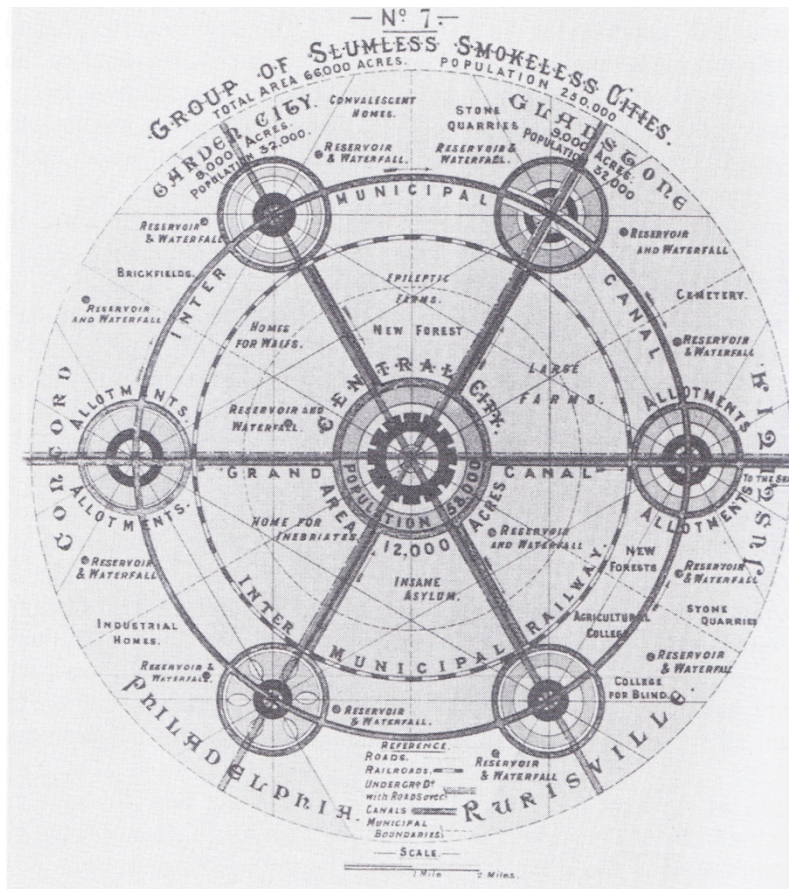 — Nº 7. —
GROUP OF SLUMLESS SMOKELESS CITIES.
TOTAL AREA 66000 ACRES. POPULATION 250.000
GARDEN CITY.
9,000 ACRES.
POPULATION 32,000.
CONVALESCENT
HOMES.
STONE
QUARRIES
GLADSTONE
9,000 ACRES.
POPULATION
32,000
RESERVOIR
& WATERFALL.
RESERVOIR &
WATERFALL.
RESERVOIR
& WATERFALL
RESERVOIR
AND WATERFALL
INTER MUNICIPAL CANAL
BRICKFIELDS.
RESERVOIR
AND WATERFALL
EPILEPTIC
FARMS.
CEMETERY.
HOMES
FOR WAIFS.
NEW FOREST
RESERVOIR
& WATERFALL
LARGE
FARMS.
CENTRAL CITY.
CONCORD
ALLOTMENTS.
RESERVOIR AND
WATERFALL.
ALLOTMENTS
JUSTITIA
GRAND CANAL
POPULATION 58,000
AREA 12,000 ACRES
TO THE SEA
ALLOTMENTS.
ALLOTMENTS
HOME FOR
INEBRIATES.
RESERVOIR
AND WATERFALL
NEW
FORESTS
RESERVOIR
& WATERFALL
RESERVOIR
& WATERFALL
INSANE
ASYLUM.
STONE
QUARRIES
INDUSTRIAL
HOMES.
INTER MUNICIPAL RAILWAY.
AGRICULTURAL
COLLEGE
RESERVOIR &
WATERFALL.
RESERVOIR
& WATERFALL
COLLEGE
FOR BLIND.
RESERVOIR
& WATERFALL.
PHILADELPHIA.
RURISVILLE.
REFERENCE.
ROADS.
RAILROADS.
UNDERGRD Dº
WITH ROADS OVER
CANALS
MUNICIPAL
BOUNDARIES
RESERVOIR
& WATERFALL
— SCALE. —
1 MILE 2 MILES.